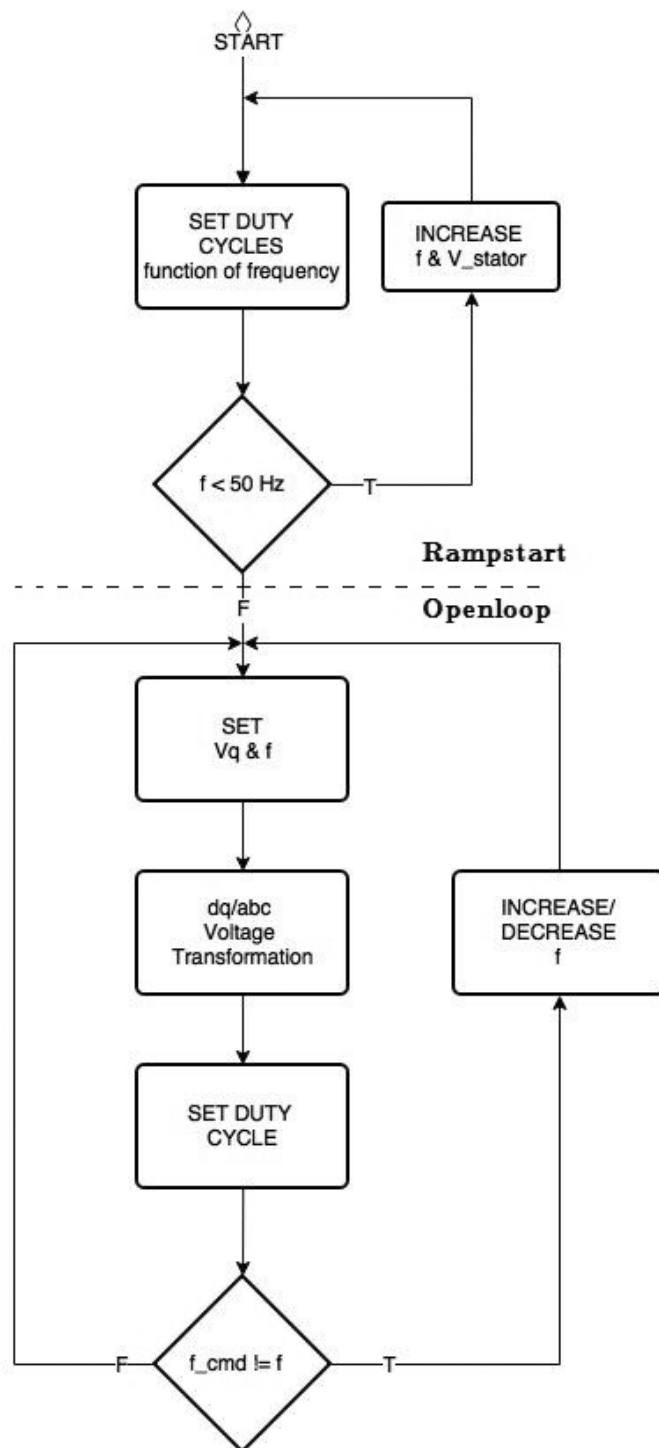 START
SET DUTY
CYCLES
function of frequency
INCREASE
f & V_stator
f < 50 Hz
T
Rampstart
F
Openloop
SET
Vq & f
dq/abc
Voltage
Transformation
INCREASE/
DECREASE
f
SET DUTY
CYCLE
F
f_cmd != f
T